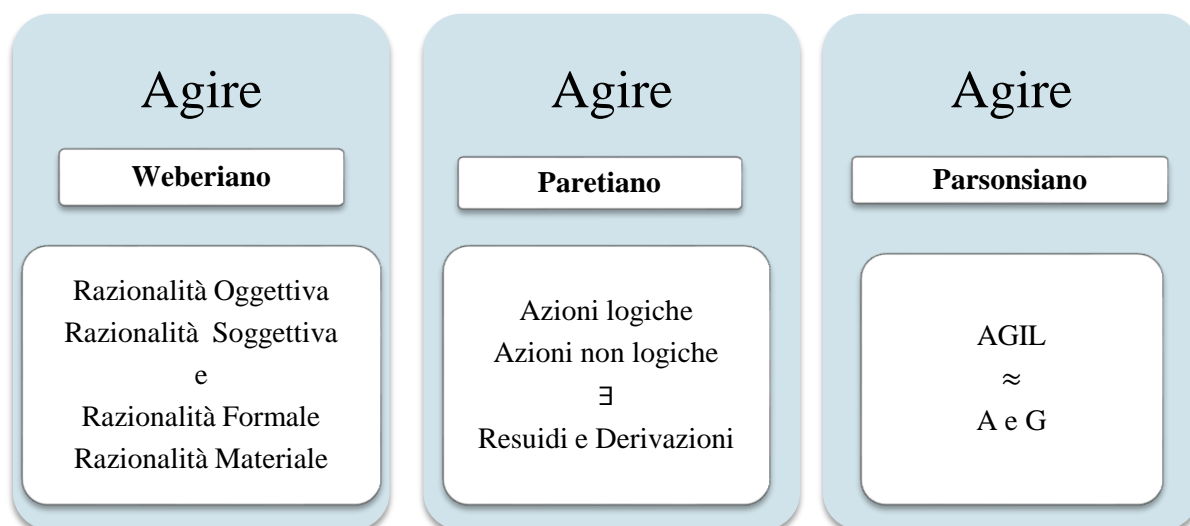 Agire
Weberiano
Razionalità Oggettiva
Razionalità Soggettiva
e
Razionalità Formale
Razionalità Materiale
Agire
Paretiano
Azioni logiche
Azioni non logiche
∃
Resuidi e Derivazioni
Agire
Parsonsiano
AGIL
≈
A e G